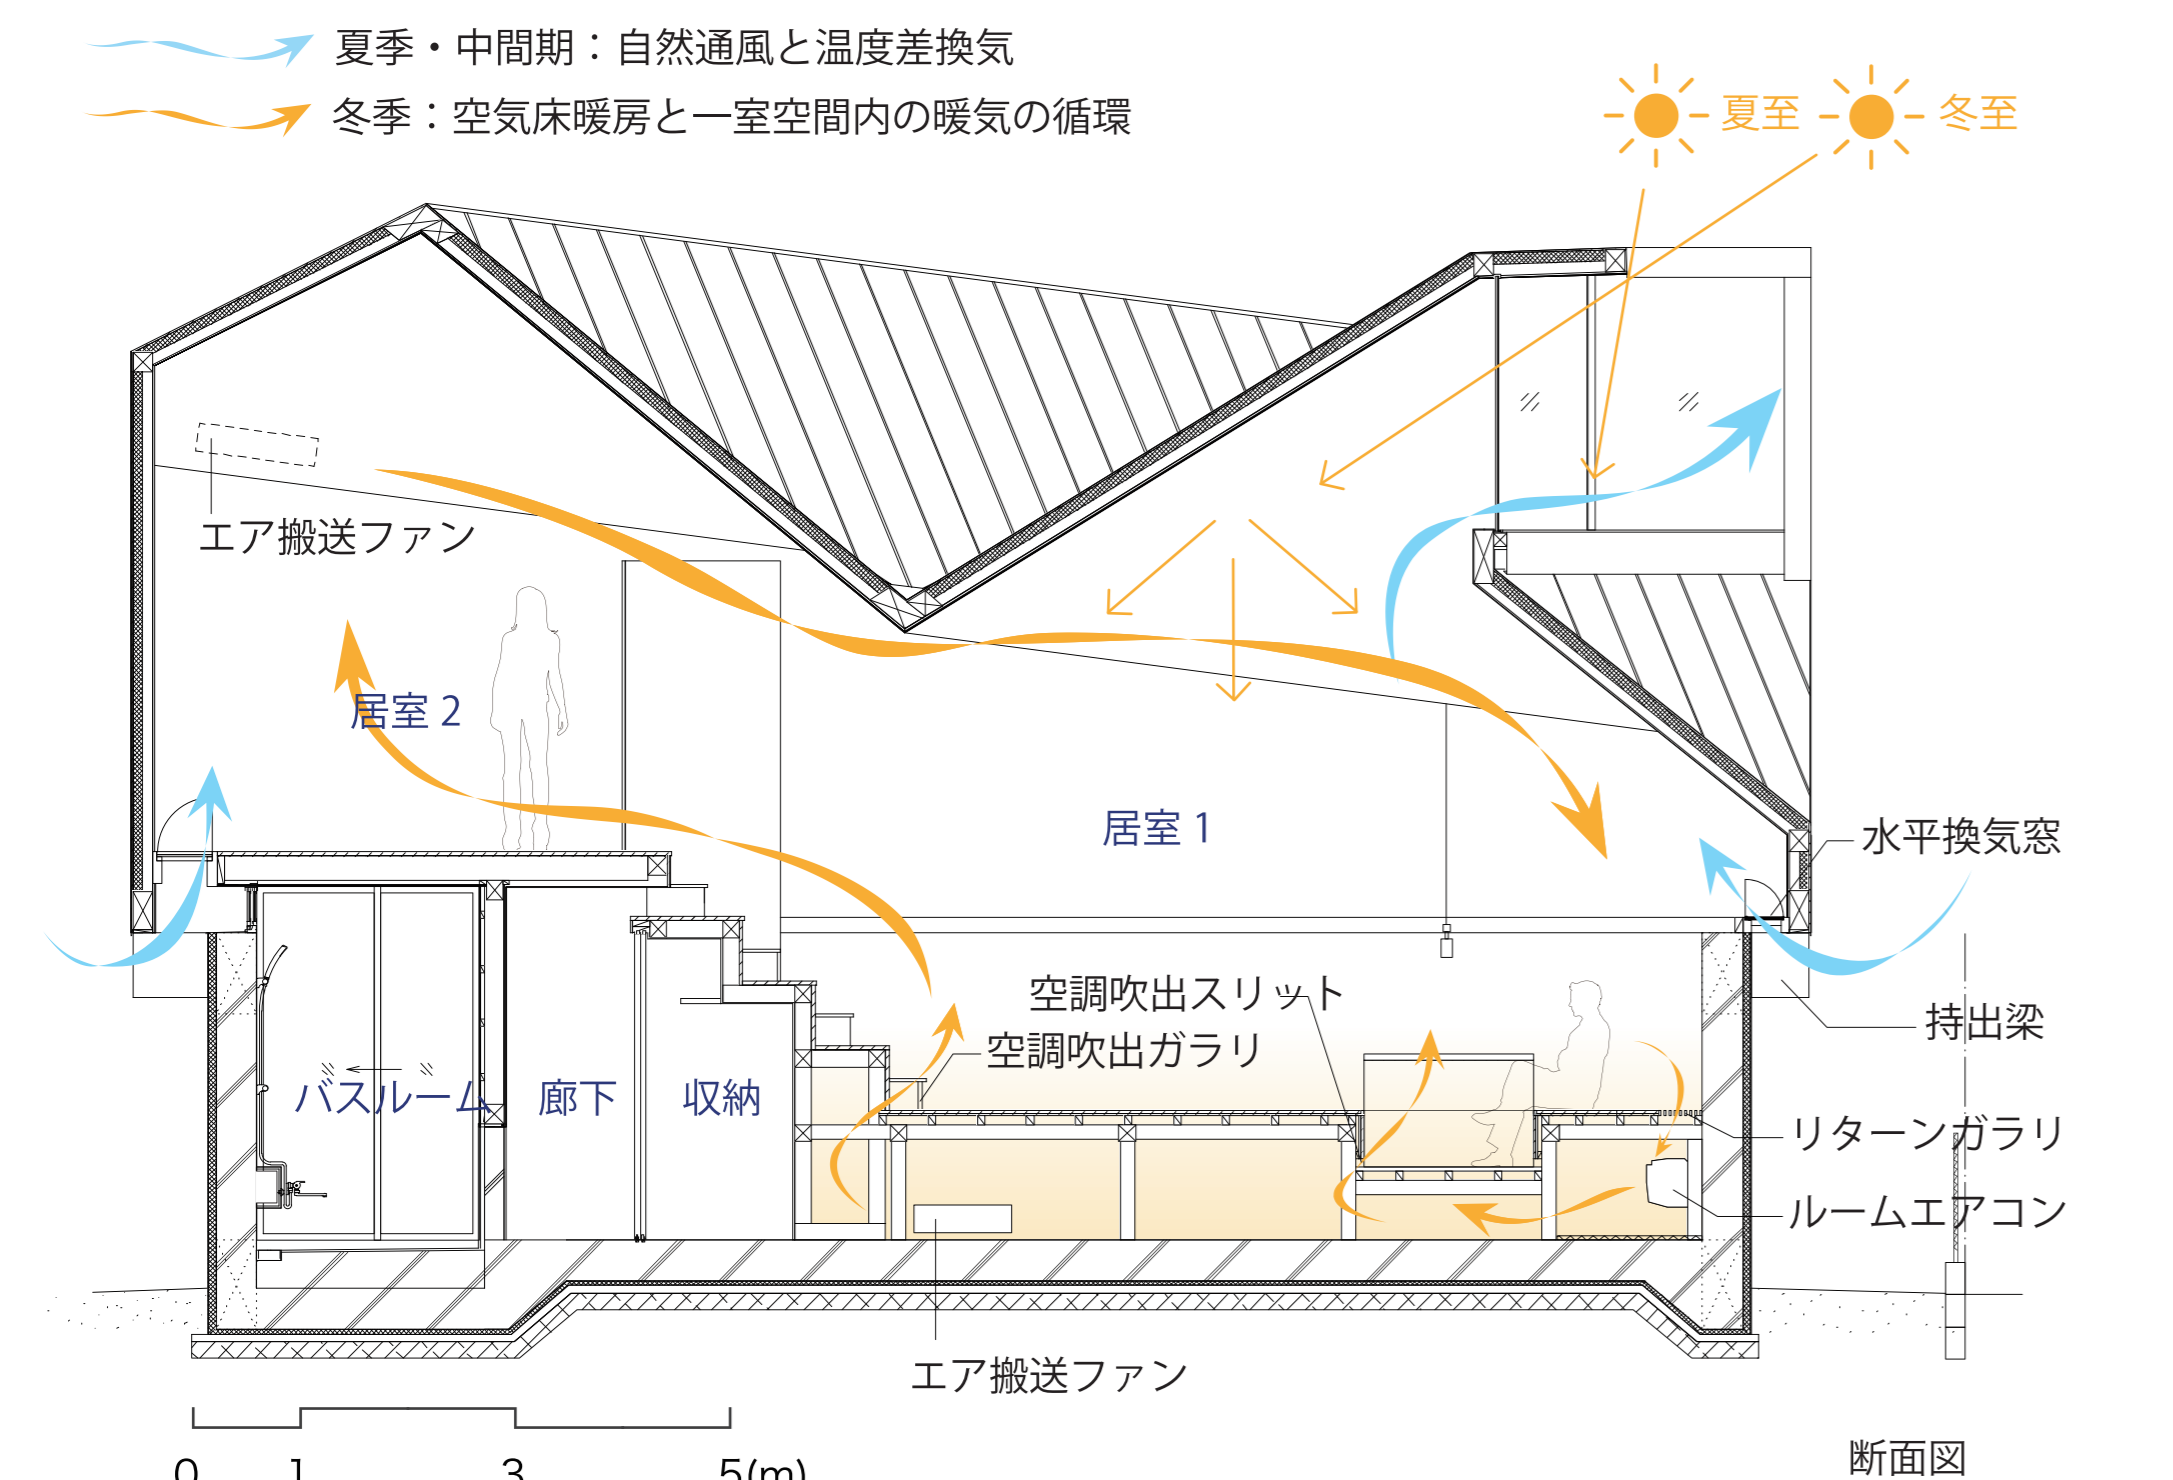 夏季・中間期：自然通風と温度差換気
冬季：空気床暖房と一室空間内の暖気の循環
夏至
冬至
エア搬送ファン
居室 2
居室 1
水平換気窓
空調吹出スリット
空調吹出ガラリ
持出梁
バスルーム
廊下
収納
リターンガラリ
ルームエアコン
エア搬送ファン
0 1 3 5(m)
断面図